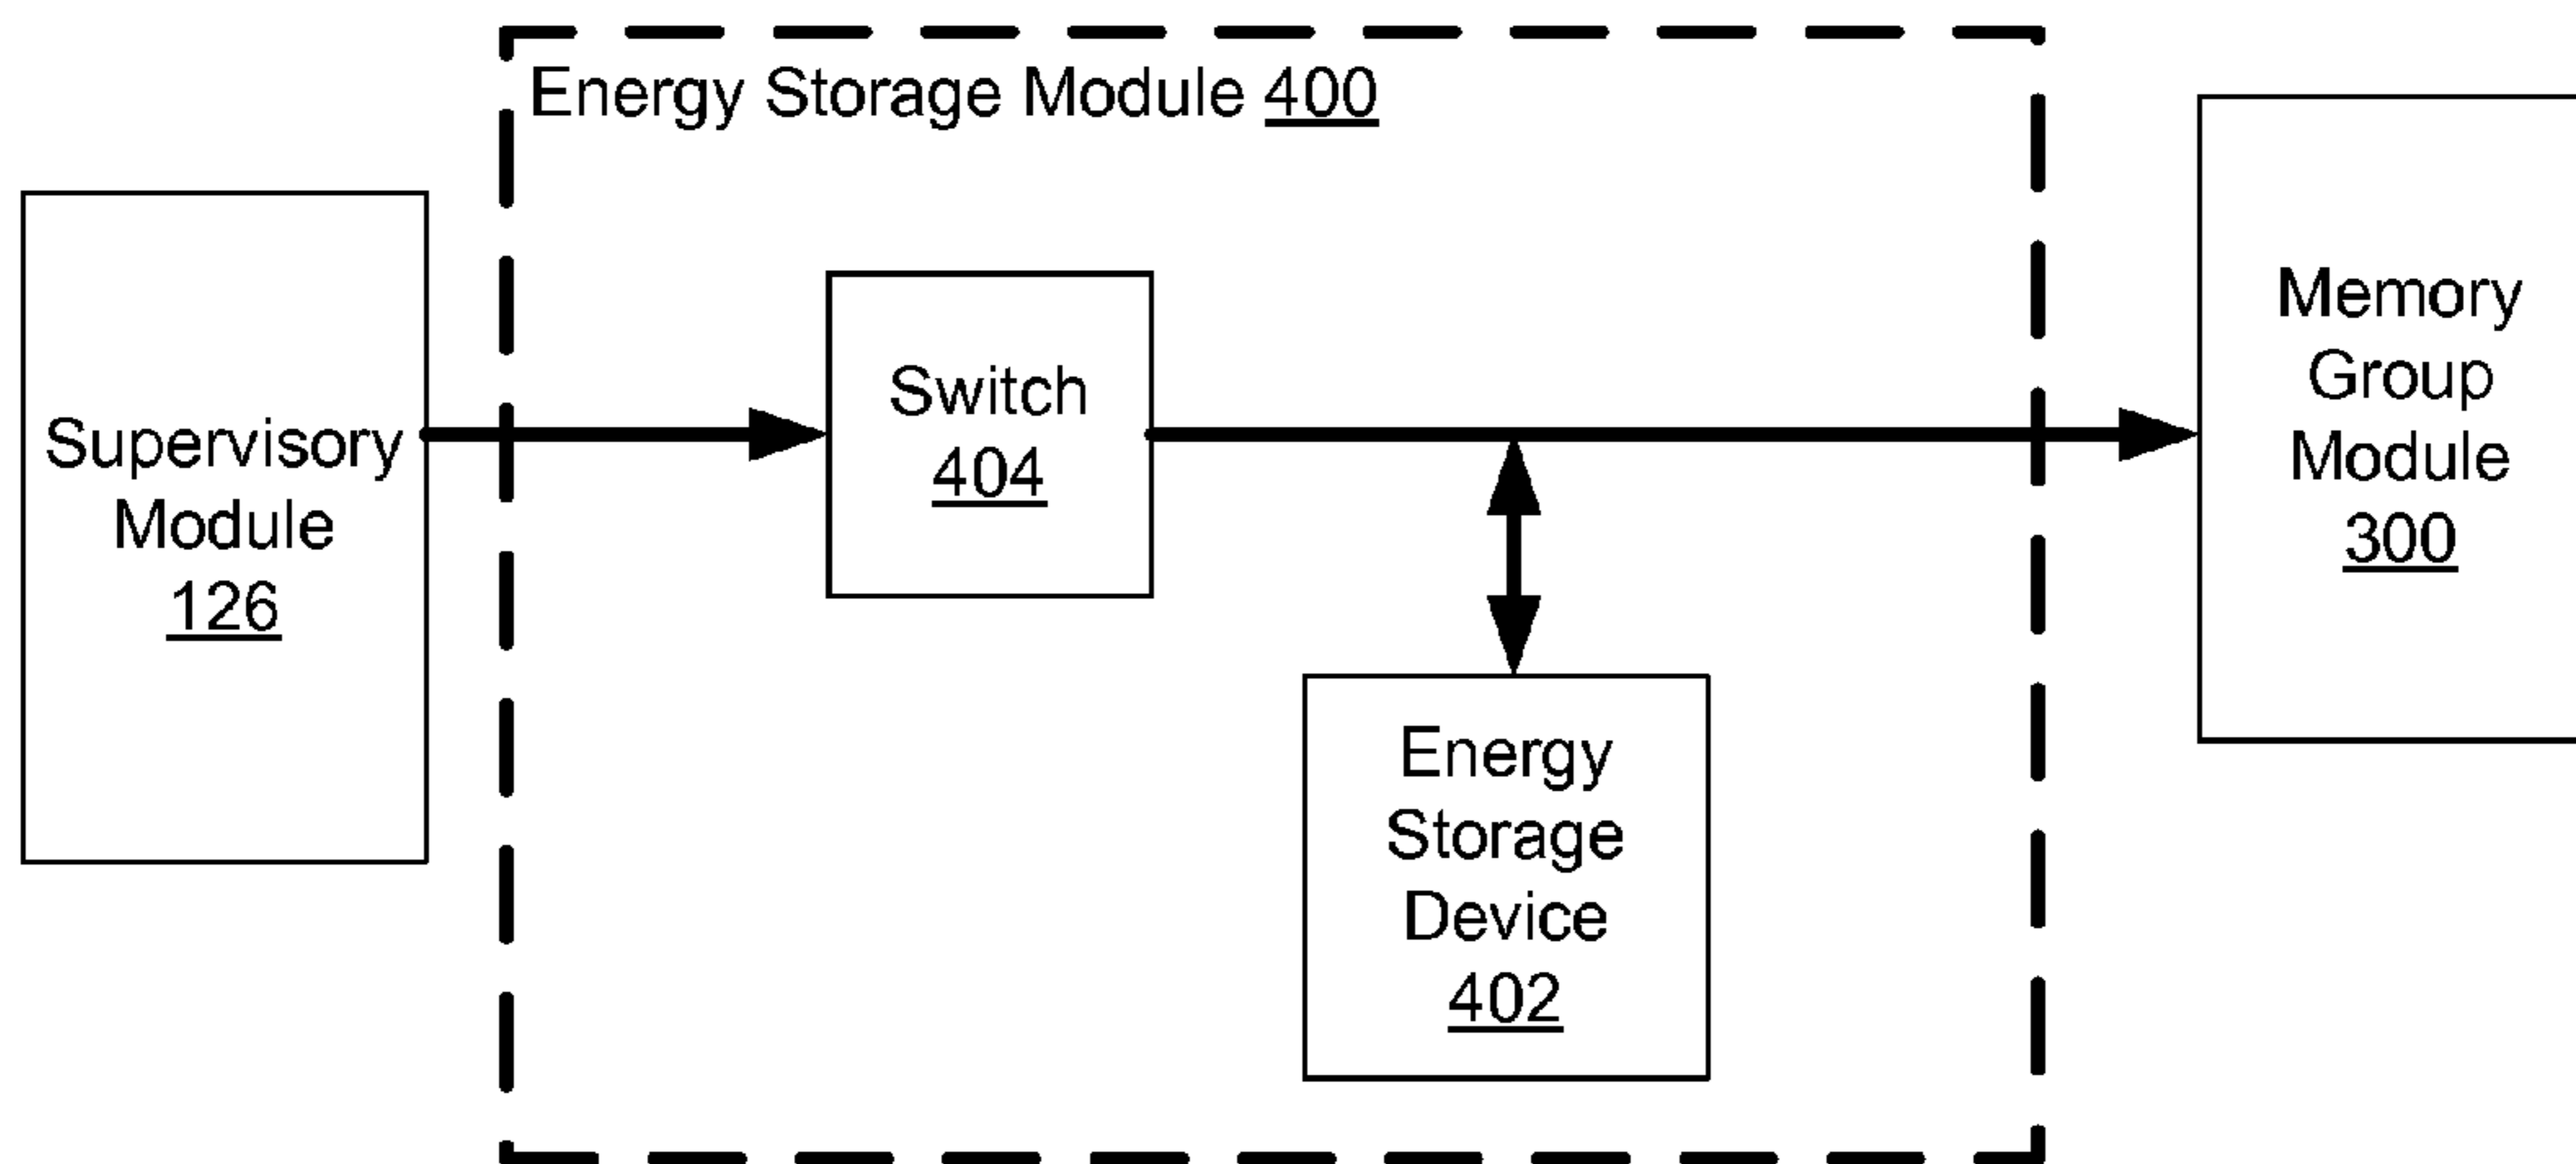 Energy Storage Module 400
Supervisory
Module
126
Switch
404
Energy
Storage
Device
402
Memory
Group
Module
300